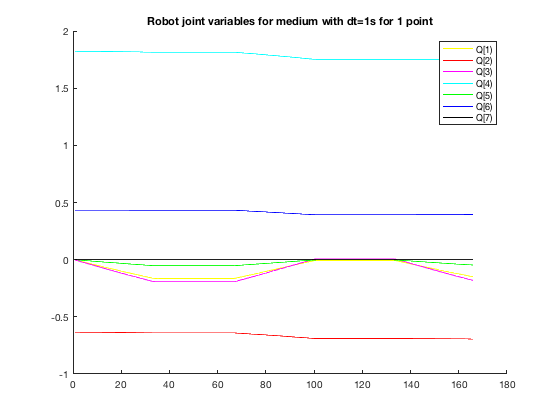 Robot joint variables for medium with dt=1s for 1 point
2
1.5
1
0.5
0
-0.5
-1
0 20 40 60 80 100 120 140 160 180
Q[1)
Q[2)
Q[3)
Q[4)
Q[5)
Q[6)
Q[7)